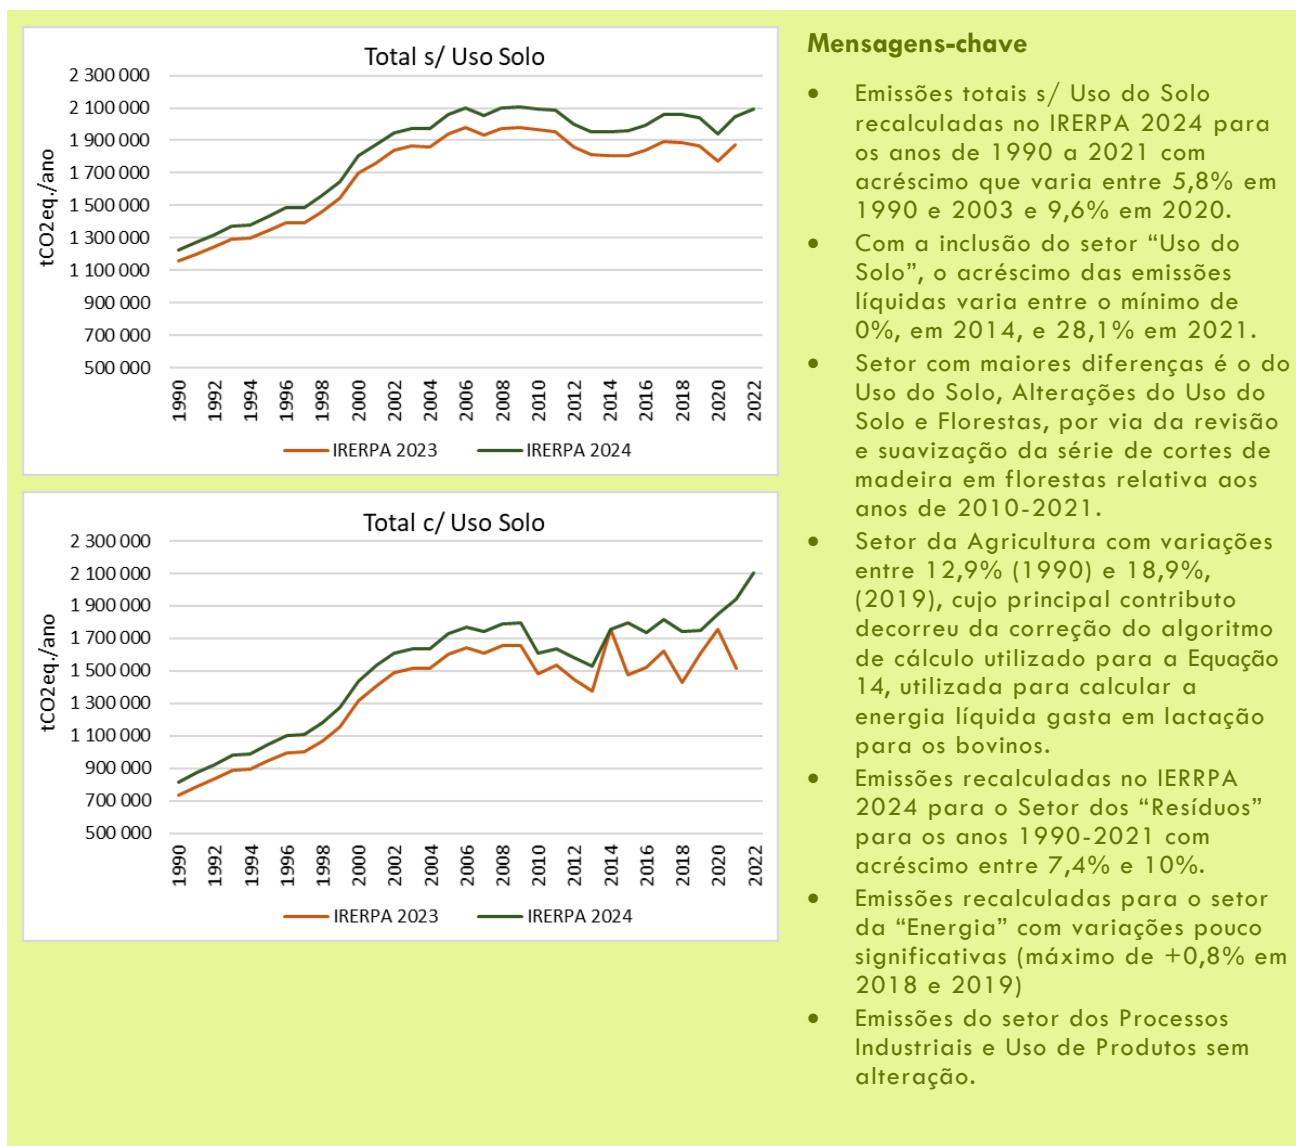 Total s/ Uso Solo
tCO2eq./ano
2 300 000
2 100 000
1 900 000
1 700 000
1 500 000
1 300 000
1 100 000
900 000
700 000
500 000
1990
1992
1994
1996
1998
2000
2002
2004
2006
2008
2010
2012
2014
2016
2018
2020
2022
IRERPA 2023
IRERPA 2024
Total c/ Uso Solo
tCO2eq./ano
2 300 000
2 100 000
1 900 000
1 700 000
1 500 000
1 300 000
1 100 000
900 000
700 000
500 000
1990
1992
1994
1996
1998
2000
2002
2004
2006
2008
2010
2012
2014
2016
2018
2020
2022
IRERPA 2023
IRERPA 2024
Mensagens-chave
• Emissões totais s/ Uso do Solo
recalculadas no IRERPA 2024 para
os anos de 1990 a 2021 com
acréscimo que varia entre 5,8% em
1990 e 2003 e 9,6% em 2020.
• Com a inclusão do setor “Uso do
Solo”, o acréscimo das emissões
líquidas varia entre o mínimo de
0%, em 2014, e 28,1% em 2021.
• Setor com maiores diferenças é o do
Uso do Solo, Alterações do Uso do
Solo e Florestas, por via da revisão
e suavização da série de cortes de
madeira em florestas relativa aos
anos de 2010-2021.
• Setor da Agricultura com variações
entre 12,9% (1990) e 18,9%,
(2019), cujo principal contributo
decorreu da correção do algoritmo
de cálculo utilizado para a Equação
14, utilizada para calcular a
energia líquida gasta em lactação
para os bovinos.
• Emissões recalculadas no IERRPA
2024 para o Setor dos “Resíduos”
para os anos 1990-2021 com
acréscimo entre 7,4% e 10%.
• Emissões recalculadas para o setor
da “Energia” com variações pouco
significativas (máximo de +0,8% em
2018 e 2019)
• Emissões do setor dos Processos
Industriais e Uso de Produtos sem
alteração.